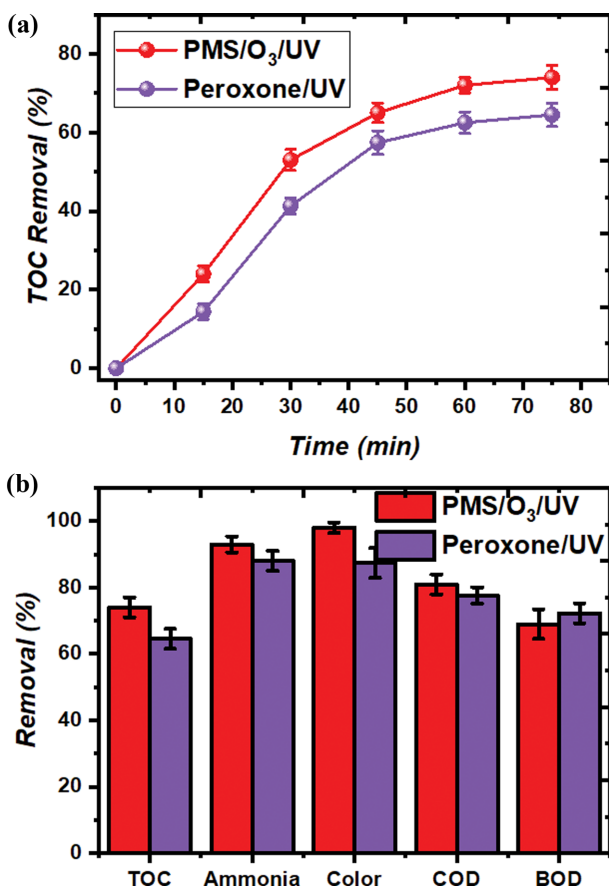 (a)
PMS/O₃/UV
Peroxone/UV
TOC Removal (%)
80
60
40
20
0
0 10 20 30 40 50 60 70 80
Time (min)
(b)
PMS/O₃/UV
Peroxone/UV
Removal (%)
100
80
60
40
20
0
TOC Ammonia Color COD BOD